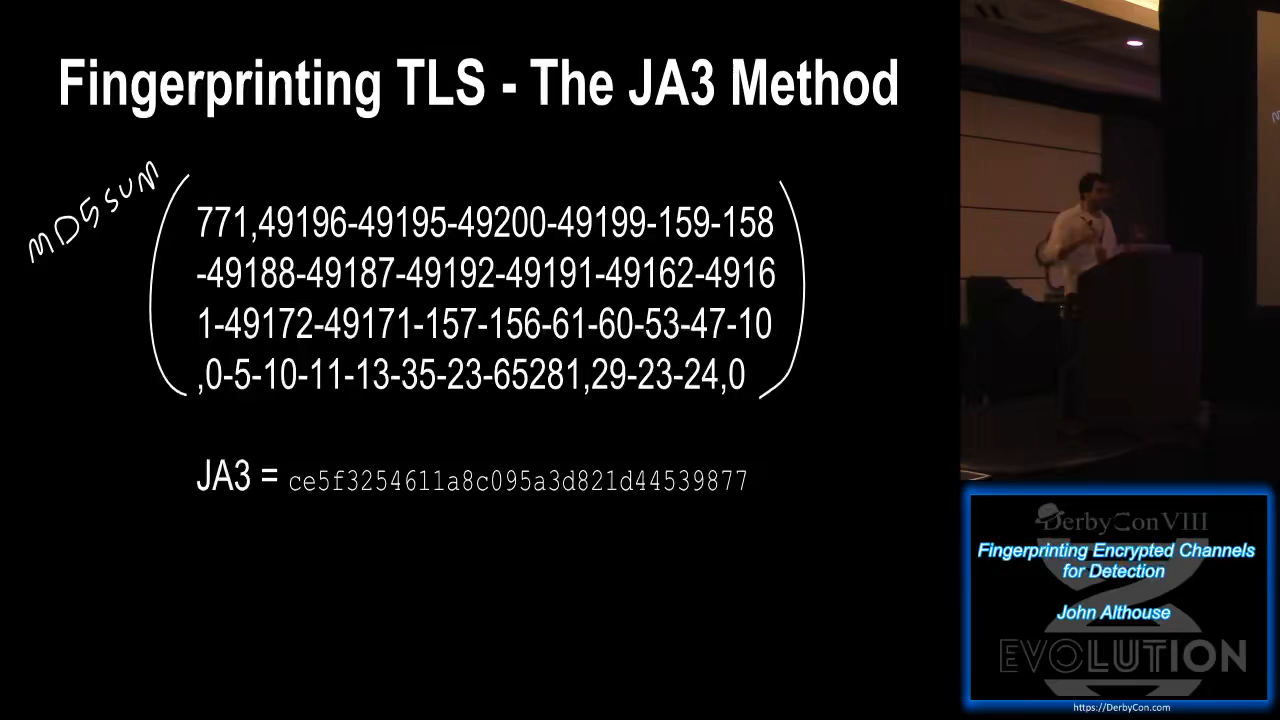 Fingerprinting TLS - The JA3 Method
MD5SUM
771,49196-49195-49200-49199-159-158
-49188-49187-49192-49191-49162-4916
1-49172-49171-157-156-61-60-53-47-10
,0-5-10-11-13-35-23-65281,29-23-24,0
JA3 = ce5f3254611a8c095a3d821d44539877
DerbyCon VIII
Fingerprinting Encrypted Channels
for Detection
John Althouse
EVOLUTION
https://DerbyCon.com